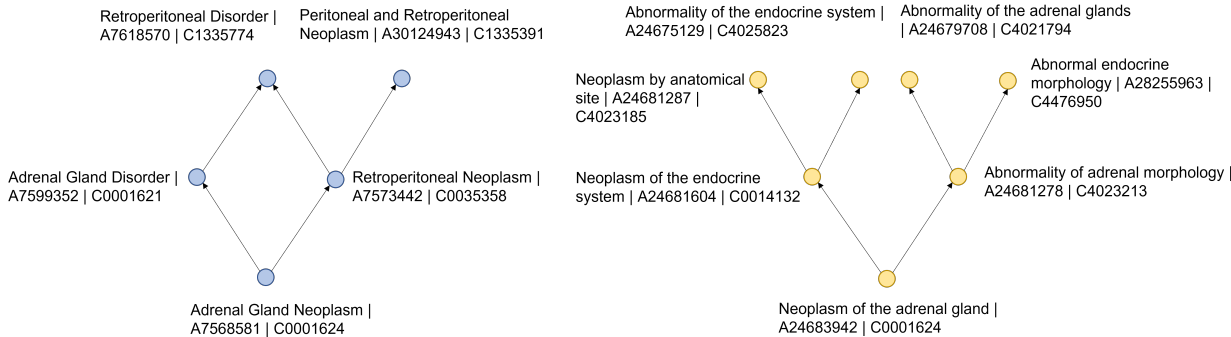 Retroperitoneal Disorder |
A7618570 | C1335774
Peritoneal and Retroperitoneal
Neoplasm | A30124943 | C1335391
Adrenal Gland Disorder |
A7599352 | C0001621
Retroperitoneal Neoplasm |
A7573442 | C0035358
Adrenal Gland Neoplasm |
A7568581 | C0001624
Abnormality of the endocrine system |
A24675129 | C4025823
Abnormality of the adrenal glands
| A24679708 | C4021794
Neoplasm by anatomical
site | A24681287 |
C4023185
Abnormal endocrine
morphology | A28255963 |
C4476950
Neoplasm of the endocrine
system | A24681604 | C0014132
Abnormality of adrenal morphology |
A24681278 | C4023213
Neoplasm of the adrenal gland |
A24683942 | C0001624